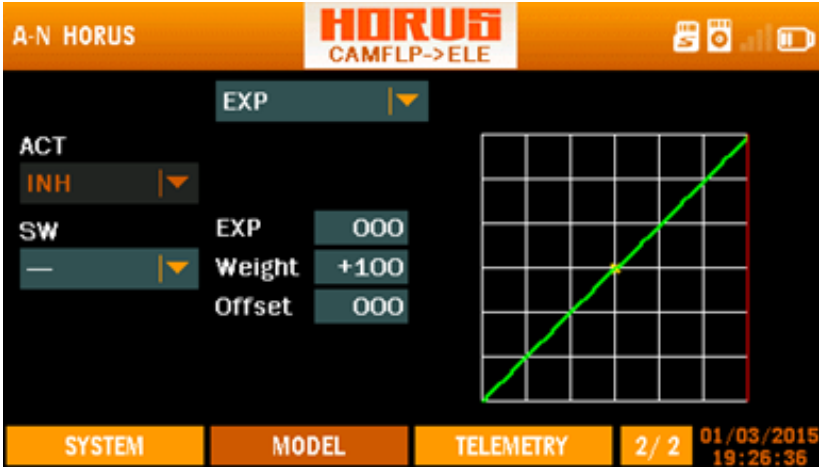 A-N HORUS
HORUS
CAMFLP->ELE
EXP
ACT
INH
SW
—
EXP 000
Weight +100
Offset 000
SYSTEM MODEL TELEMETRY 2/2 01/03/2015
19:26:36